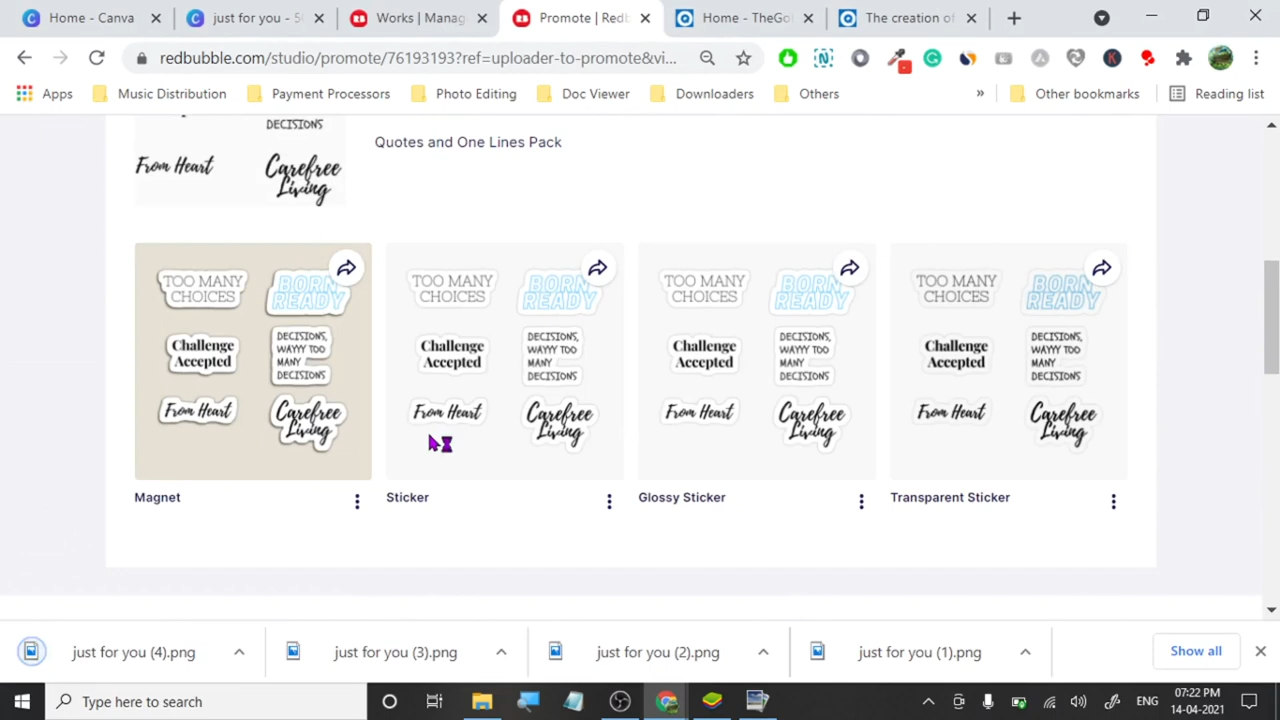 Home - Canva
just for you - 5
Works | Manag
Promote | Redb
Home - TheGo
The creation of
redbubble.com/studio/promote/76193193?ref=uploader-to-promote&vi...
Apps
Music Distribution
Payment Processors
Photo Editing
Doc Viewer
Downloaders
Others
»
Other bookmarks
Reading list
DECISIONS
From Heart
Carefree
Living
Quotes and One Lines Pack
TOO MANY
CHOICES
BORN
READY
Challenge
Accepted
DECISIONS,
WAYYY TOO
MANY
DECISIONS
From Heart
Carefree
Living
TOO MANY
CHOICES
BORN
READY
Challenge
Accepted
DECISIONS,
WAYYY TOO
MANY
DECISIONS
From Heart
Carefree
Living
TOO MANY
CHOICES
BORN
READY
Challenge
Accepted
DECISIONS,
WAYYY TOO
MANY
DECISIONS
From Heart
Carefree
Living
TOO MANY
CHOICES
BORN
READY
Challenge
Accepted
DECISIONS,
WAYYY TOO
MANY
DECISIONS
From Heart
Carefree
Living
Magnet
Sticker
Glossy Sticker
Transparent Sticker
just for you (4).png
just for you (3).png
just for you (2).png
just for you (1).png
Show all
Type here to search
ENG
07:22 PM
14-04-2021